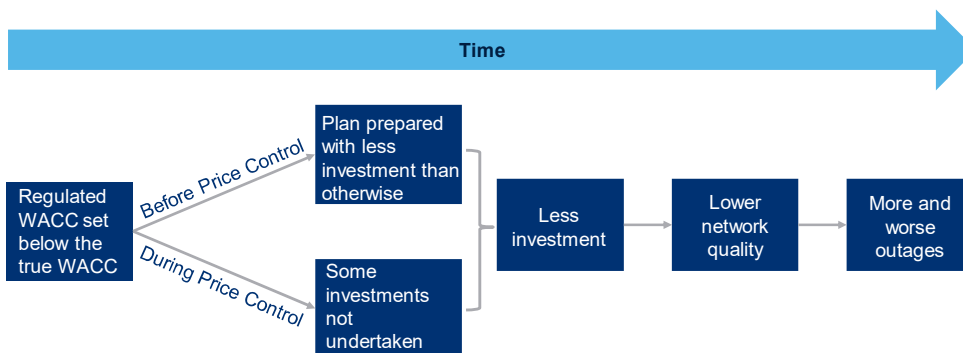 Time
Regulated
WACC set
below the
true WACC
Before Price Control
During Price Control
Plan prepared
with less
investment than
otherwise
Some
investments
not
undertaken
Less
investment
Lower
network
quality
More and
worse
outages